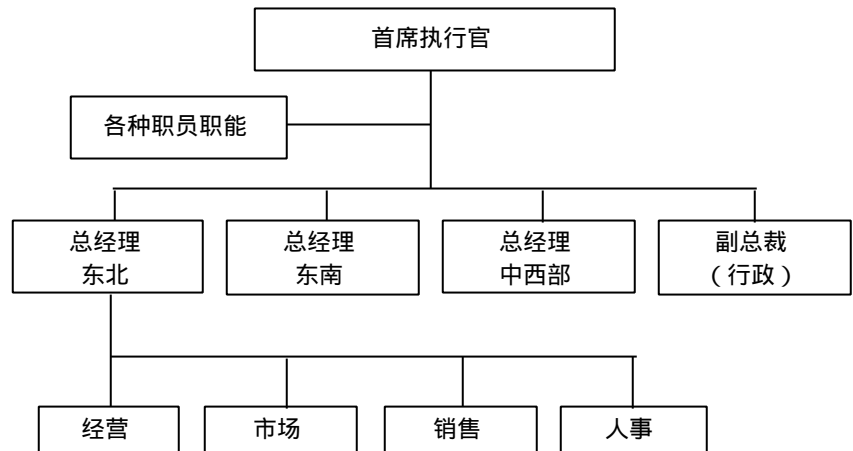 首席执行官
各种职员职能
总经理
东北
总经理
东南
总经理
中西部
副总裁
（行政）
经营
市场
销售
人事